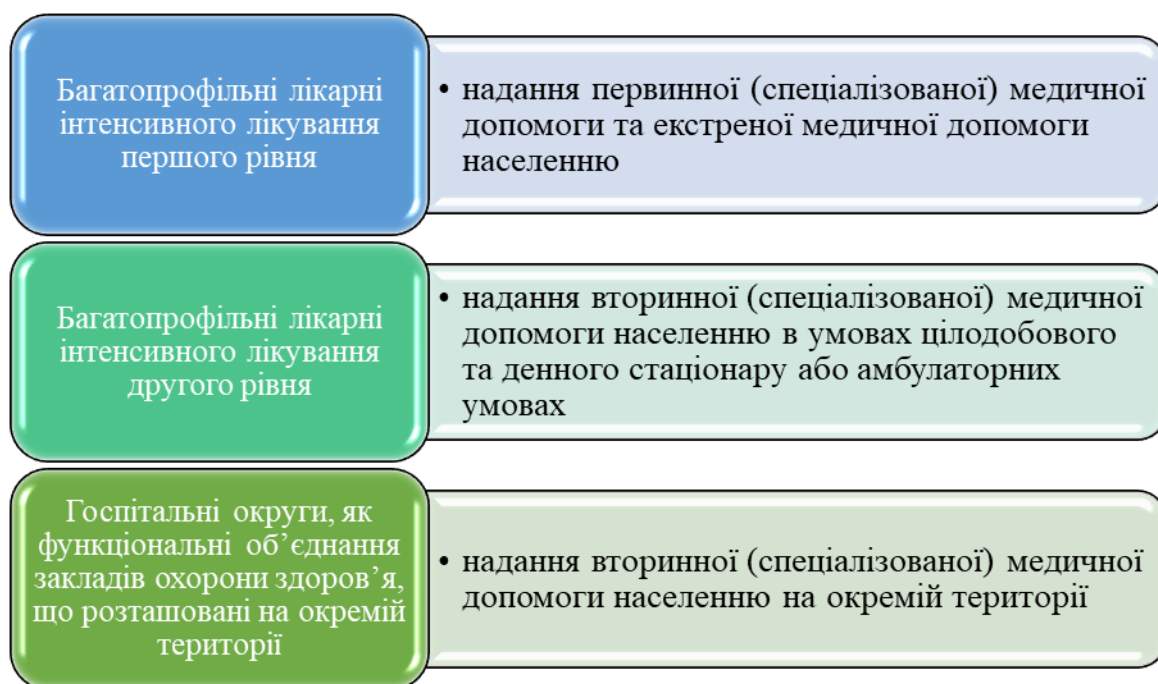 Багатопрофільні лікарні
інтенсивного лікування
першого рівня
• надання первинної (спеціалізованої) медичної
допомоги та екстреної медичної допомоги
населенню
Багатопрофільні лікарні
інтенсивного лікування
другого рівня
• надання вторинної (спеціалізованої) медичної
допомоги населенню в умовах цілодобового
та денного стаціонару або амбулаторних
умовах
Госпітальні округи, як
функціональні об’єднання
закладів охорони здоров’я,
що розташовані на окремій
території
• надання вторинної (спеціалізованої) медичної
допомоги населенню на окремій території